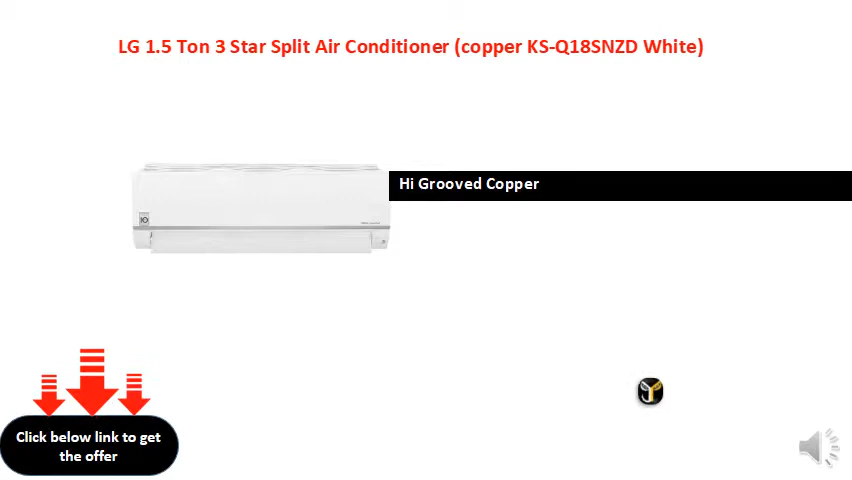 LG 1.5 Ton 3 Star Split Air Conditioner (copper KS-Q18SNZD White)
Hi Grooved Copper
Click below link to get
the offer